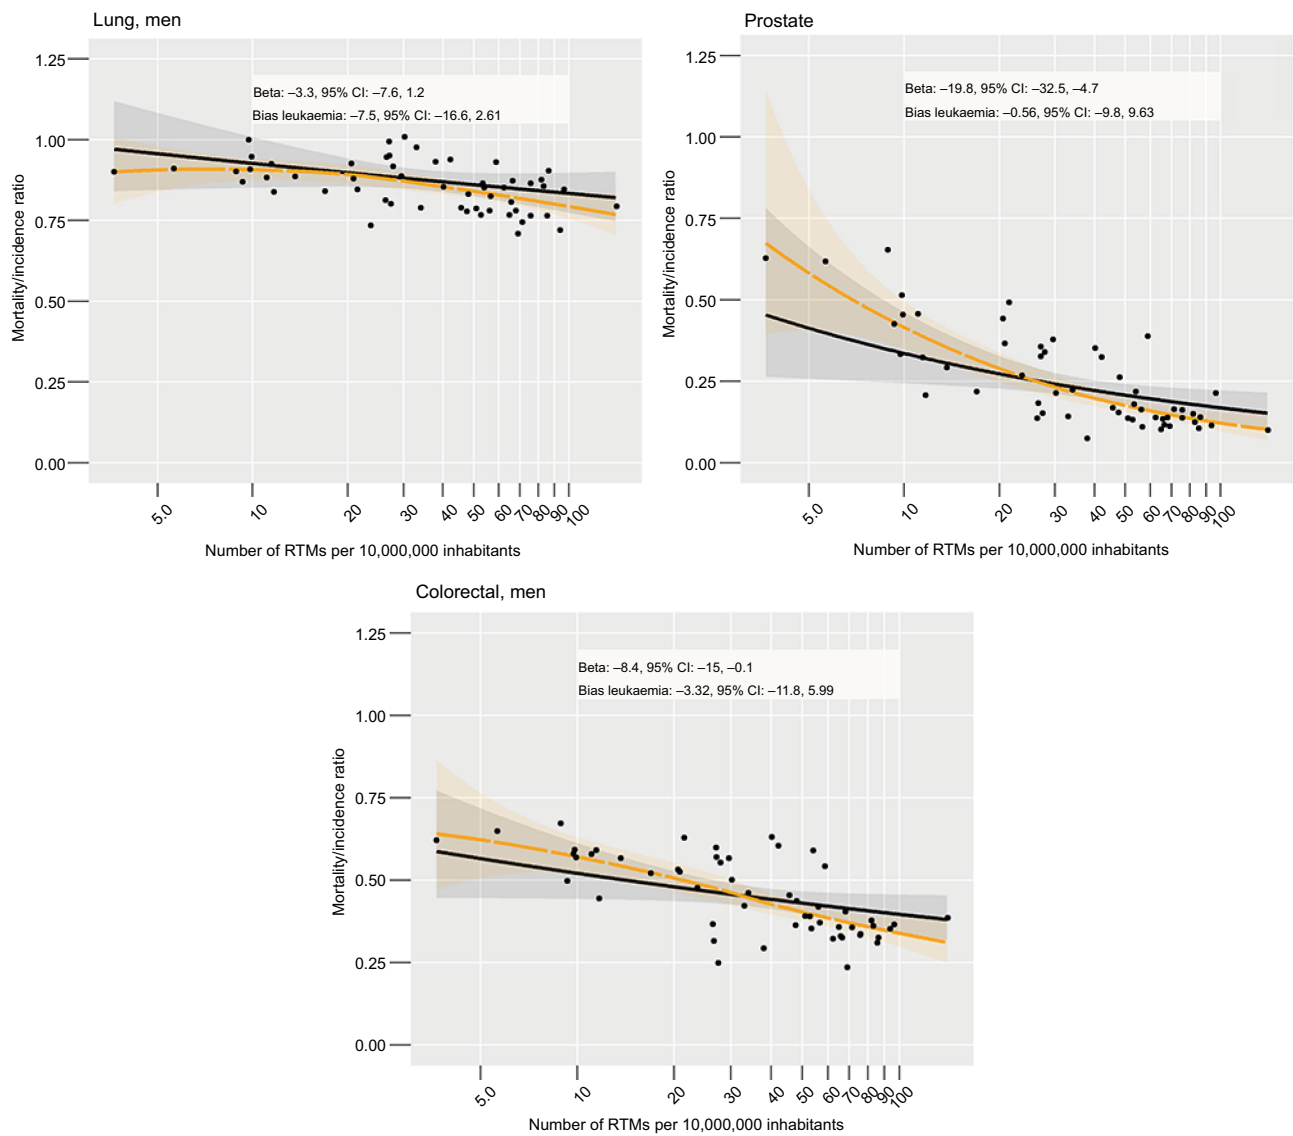 Lung, men
1.25
1.00
0.75
0.50
0.25
0.00
Mortality/incidence ratio
Beta: –3.3, 95% CI: –7.6, 1.2
Bias leukaemia: –7.5, 95% CI: –16.6, 2.61
5.0 10 20 30 40 50 60 70 80 90 100
Number of RTMs per 10,000,000 inhabitants
Prostate
1.25
1.00
0.75
0.50
0.25
0.00
Mortality/incidence ratio
Beta: –19.8, 95% CI: –32.5, –4.7
Bias leukaemia: –0.56, 95% CI: –9.8, 9.63
5.0 10 20 30 40 50 60 70 80 90 100
Number of RTMs per 10,000,000 inhabitants
Colorectal, men
1.25
1.00
0.75
0.50
0.25
0.00
Mortality/incidence ratio
Beta: –8.4, 95% CI: –15, –0.1
Bias leukaemia: –3.32, 95% CI: –11.8, 5.99
5.0 10 20 30 40 50 60 70 80 90 100
Number of RTMs per 10,000,000 inhabitants